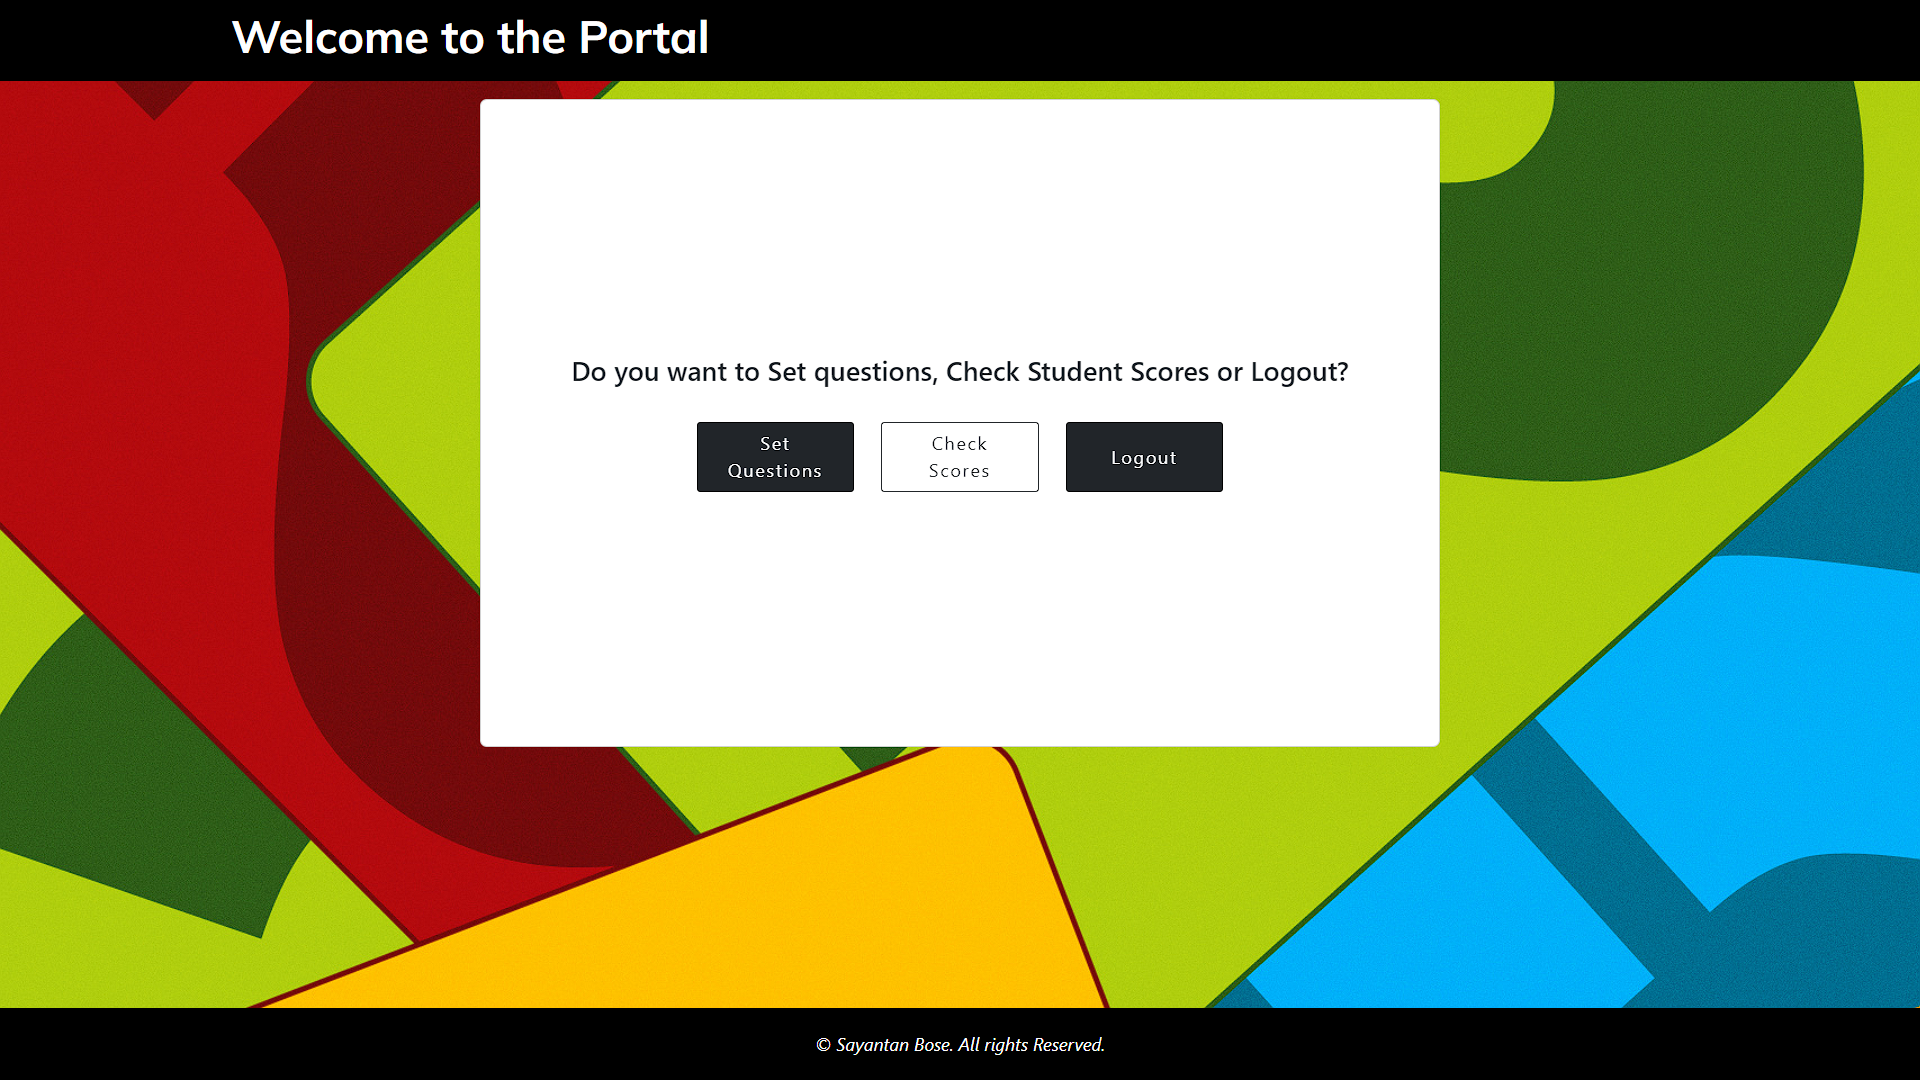 Welcome to the Portal
Do you want to Set questions, Check Student Scores or Logout?
Set
Questions
Check
Scores
Logout
© Sayantan Bose. All rights Reserved.